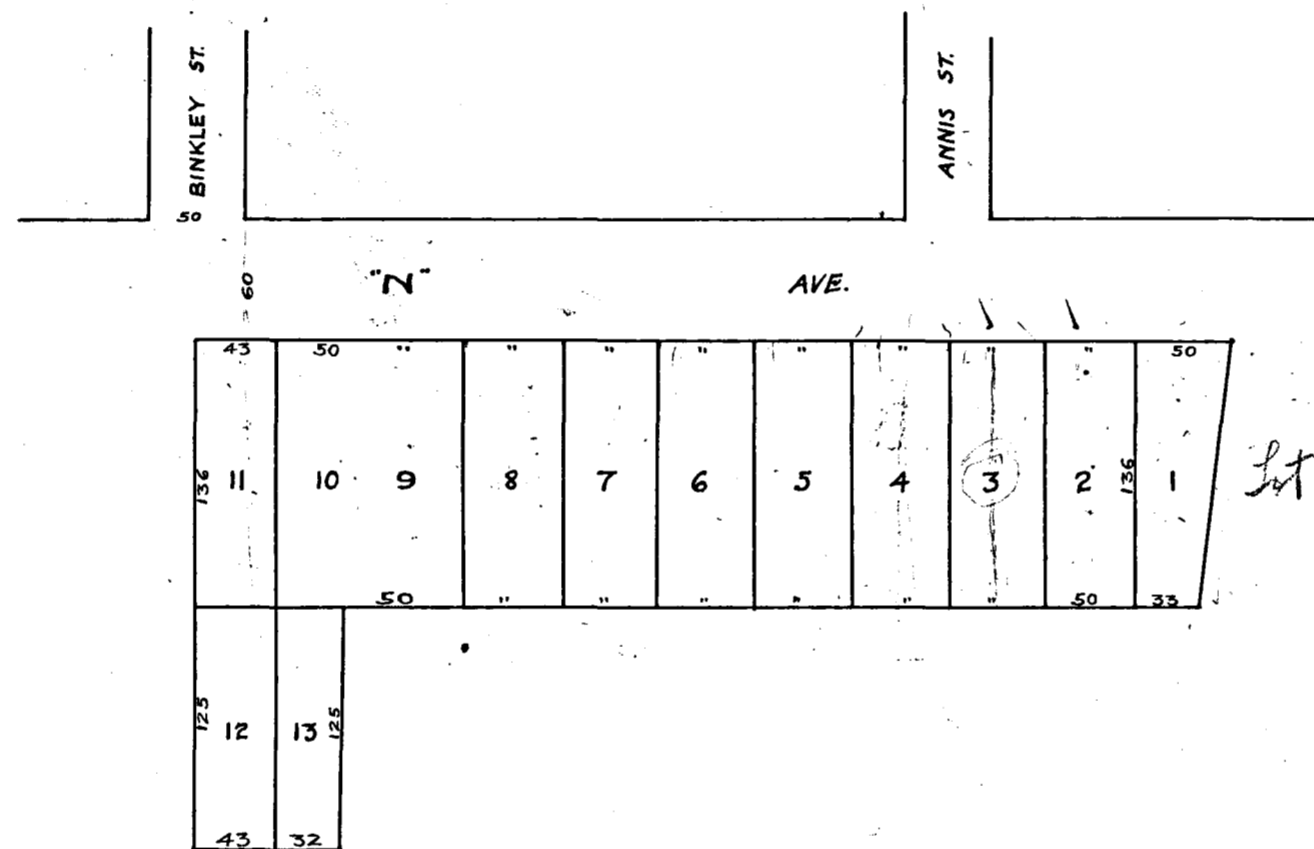 BINKLEY ST.
ANNIS ST.
50
60
"Z" AVE.
43 50 " " " " " " " " 50
136 11 10 9 8 7 6 5 4 3 2 136 1
50 " " " " " " 50 33
125 12 13 125
43 32